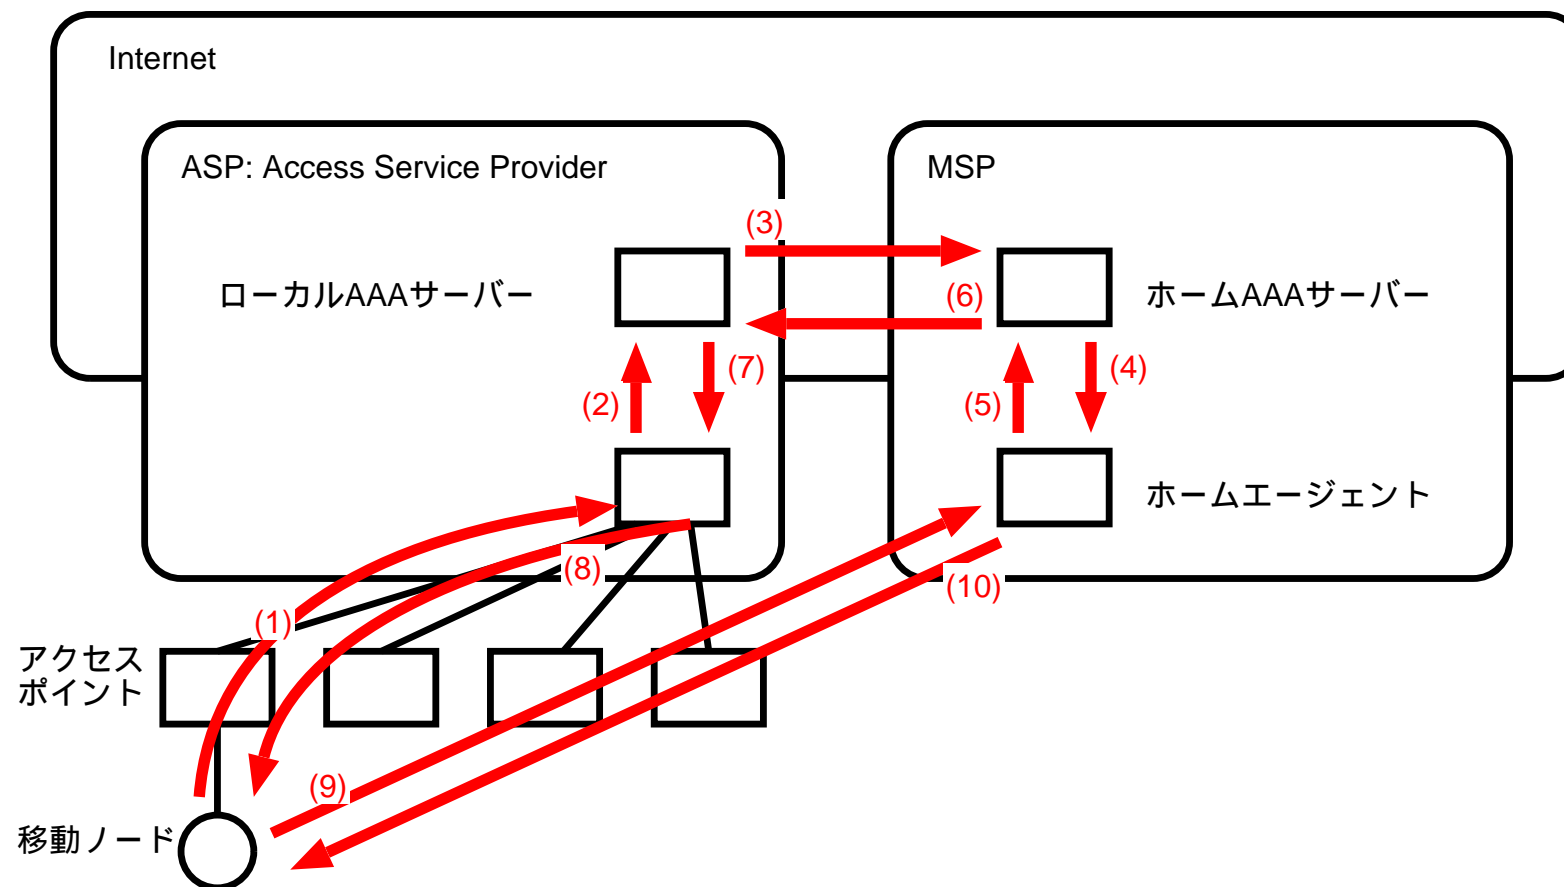 Internet
ASP: Access Service Provider
MSP
(3)
ローカルAAAサーバー
(6)
ホームAAAサーバー
(7)
(4)
(2)
(5)
ホームエージェント
(8)
(10)
(1)
アクセス
ポイント
(9)
移動ノード